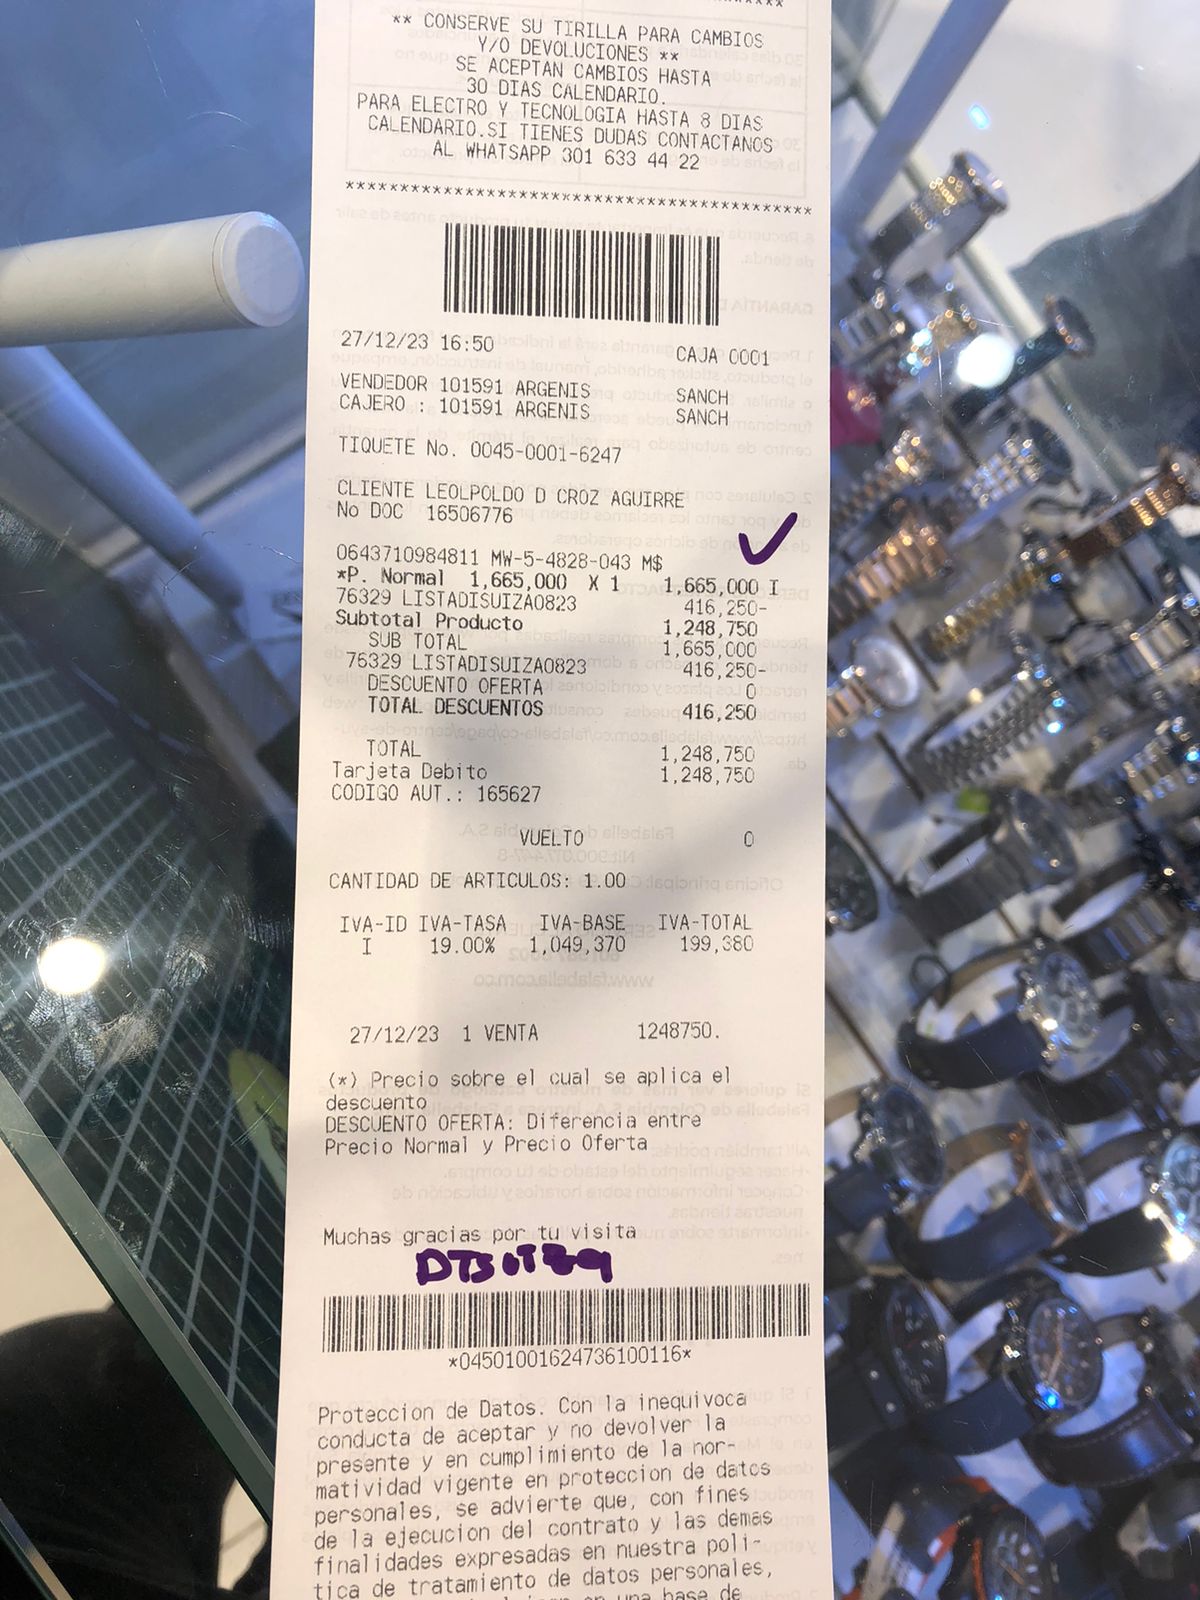 ** CONSERVE SU TIRILLA PARA CAMBIOS
Y/O DEVOLUCIONES **
SE ACEPTAN CAMBIOS HASTA
30 DIAS CALENDARIO.
PARA ELECTRO Y TECNOLOGIA HASTA 8 DIAS
CALENDARIO.SI TIENES DUDAS CONTACTANOS
AL WHATSAPP 301 633 44 22
******************************************
27/12/23 16:50 CAJA 0001
VENDEDOR 101591 ARGENIS SANCH
CAJERO : 101591 ARGENIS SANCH
TIQUETE No. 0045-0001-6247
CLIENTE LEOLPOLDO D CROZ AGUIRRE
No DOC 16506776
0643710984811 MW-5-4828-043 M$
*P. Normal 1,665,000 X 1 1,665,000 I
76329 LISTADISUIZA0823 416,250-
Subtotal Producto 1,248,750
SUB TOTAL 1,665,000
76329 LISTADISUIZA0823 416,250-
DESCUENTO OFERTA 0
TOTAL DESCUENTOS 416,250
TOTAL 1,248,750
Tarjeta Debito 1,248,750
CODIGO AUT.: 165627
VUELTO 0
CANTIDAD DE ARTICULOS: 1.00
IVA-ID IVA-TASA IVA-BASE IVA-TOTAL
I 19.00% 1,049,370 199,380
27/12/23 1 VENTA 1248750.
(*) Precio sobre el cual se aplica el
descuento
DESCUENTO OFERTA: Diferencia entre
Precio Normal y Precio Oferta
Muchas gracias por tu visita
*04501001624736100116*
Proteccion de Datos. Con la inequivoca
conducta de aceptar y no devolver la
presente y en cumplimiento de la nor-
matividad vigente en proteccion de datos
personales, se advierte que, con fines
de la ejecucion del contrato y las demas
finalidades expresadas en nuestra poli-
tica de tratamiento de datos personales,
en una base de